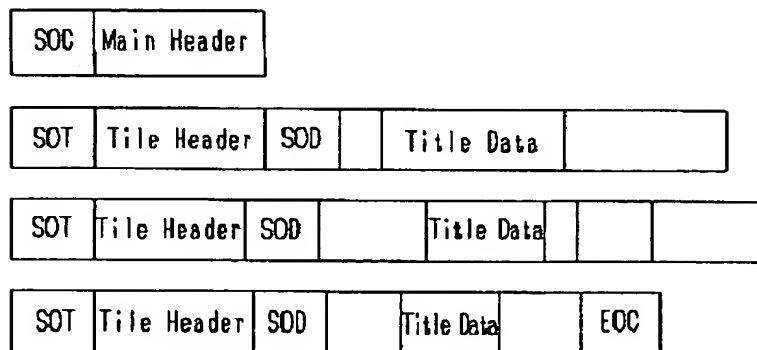 SOC Main Header
SOT Tile Header SOD Title Data
SOT Tile Header SOD Title Data
SOT Tile Header SOD Title Data EOC